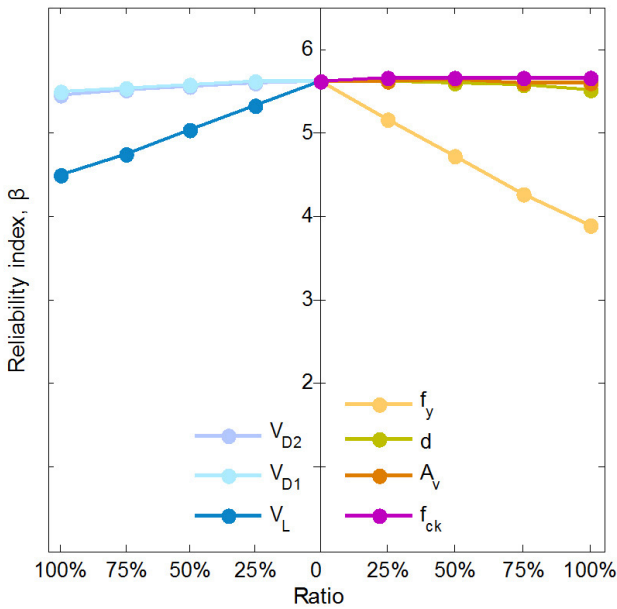 6
5
4
3
2
Reliability index, β
V_D2
V_D1
V_L
f_y
d
A_v
f_ck
100% 75% 50% 25% 0 25% 50% 75% 100%
Ratio